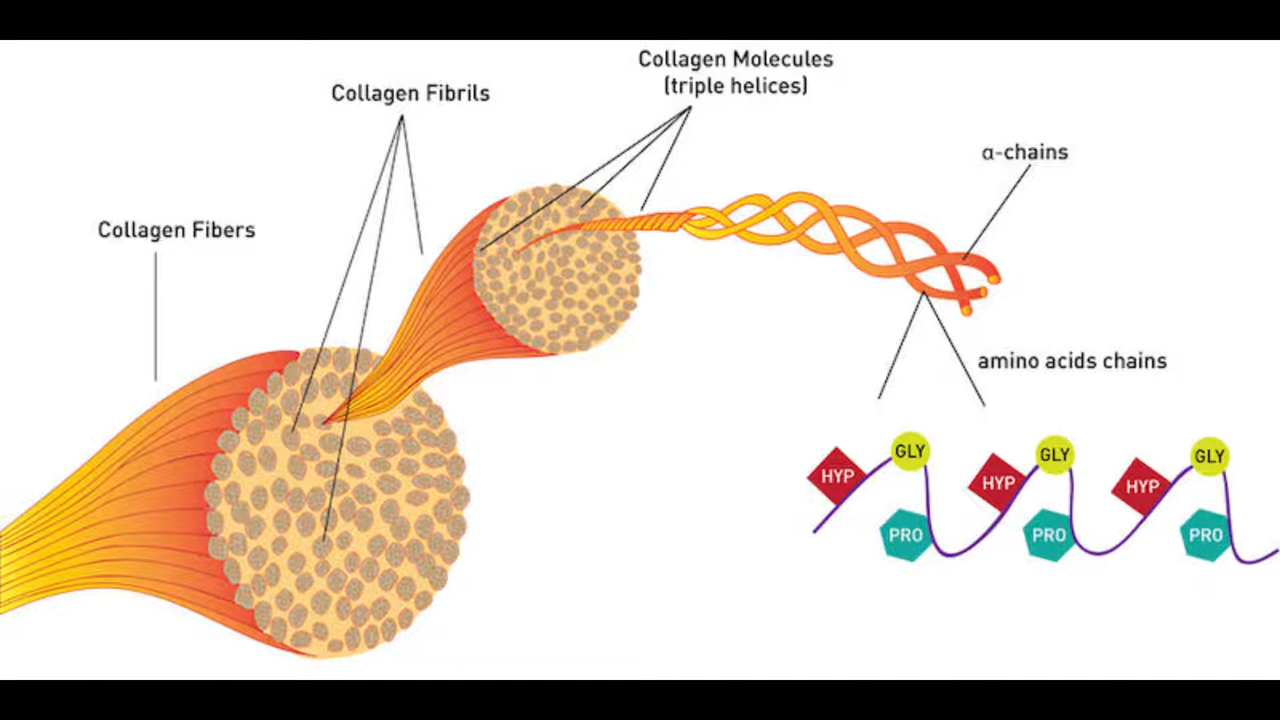 Collagen Molecules
(triple helices)
Collagen Fibrils
α-chains
Collagen Fibers
amino acids chains
GLY
GLY
GLY
HYP
HYP
HYP
PRO
PRO
PRO